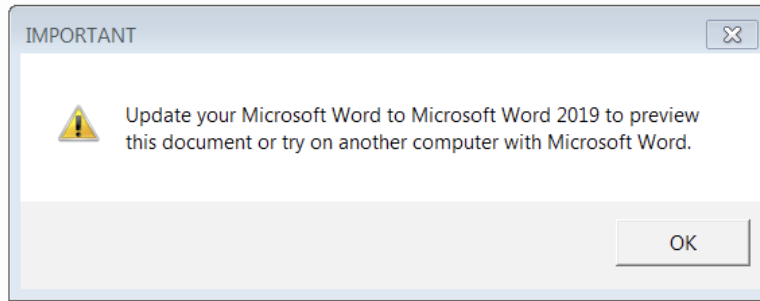 IMPORTANT
Update your Microsoft Word to Microsoft Word 2019 to preview
this document or try on another computer with Microsoft Word.
OK